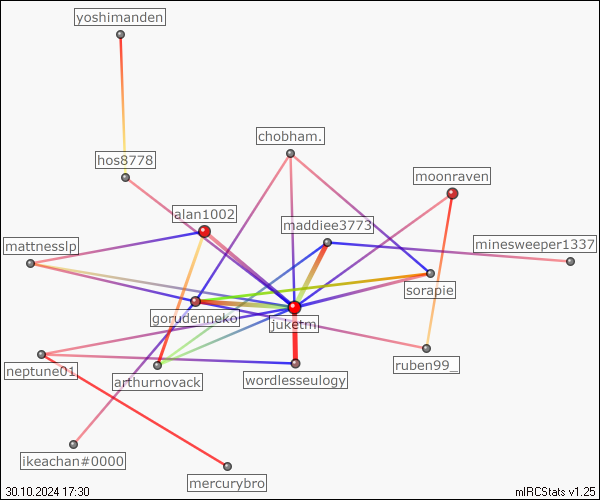 yoshimanden
chobham.
hos8778
moonraven
alan1002
maddiee3773
mattnesslp
minesweeper1337
sorapie
gorudenneko
juketm
neptune01
arthurnovack
wordlesseulogy
ruben99_
ikeachan#0000
mercurybro
30.10.2024 17:30
mIRCStats v1.25